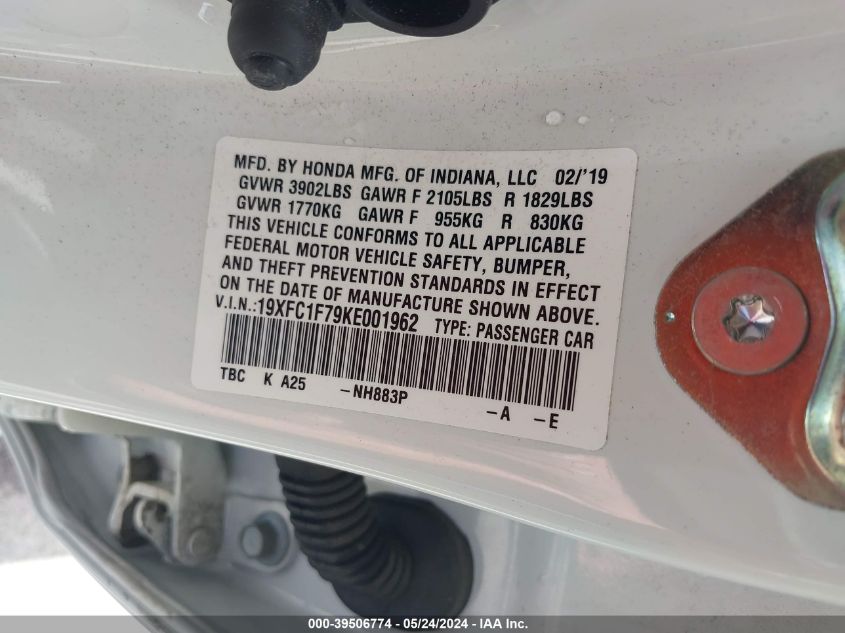 MFD. BY HONDA MFG. OF INDIANA, LLC 02/'19
GVWR 3902LBS GAWR F 2105LBS R 1829LBS
GVWR 1770KG GAWR F 955KG R 830KG
THIS VEHICLE CONFORMS TO ALL APPLICABLE
FEDERAL MOTOR VEHICLE SAFETY, BUMPER,
AND THEFT PREVENTION STANDARDS IN EFFECT
ON THE DATE OF MANUFACTURE SHOWN ABOVE.
V.I.N.:19XFC1F79KE001962 TYPE: PASSENGER CAR
TBC K A25 -NH883P -A -E
000-39506774 - 05/24/2024 - IAA Inc.